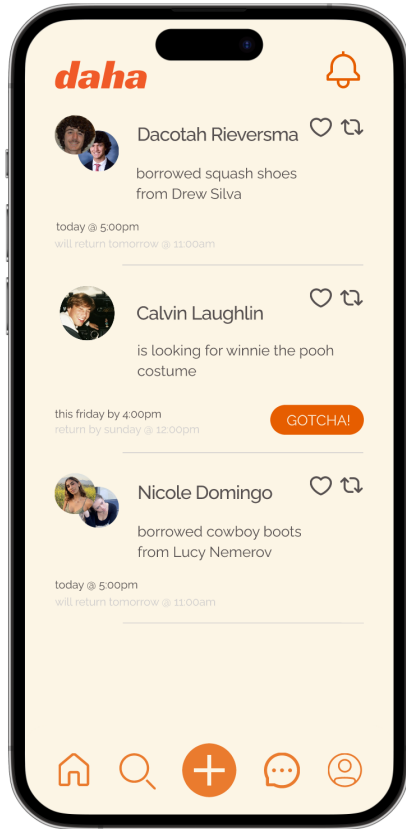 daha
Dacotah Rieversma
borrowed squash shoes
from Drew Silva
today @ 5:00pm
will return tomorrow @ 11:00am
Calvin Laughlin
is looking for winnie the pooh
costume
this friday by 4:00pm
return by sunday @ 12:00pm
GOTCHA!
Nicole Domingo
borrowed cowboy boots
from Lucy Nemerov
today @ 5:00pm
will return tomorrow @ 11:00am